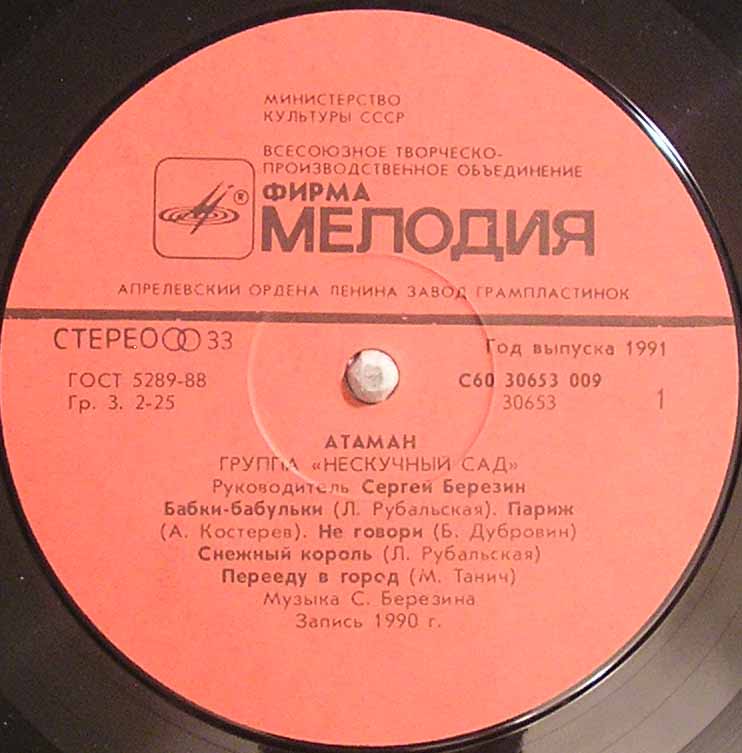 МИНИСТЕРСТВО
КУЛЬТУРЫ СССР
ВСЕСОЮЗНОЕ ТВОРЧЕСКО-
ПРОИЗВОДСТВЕННОЕ ОБЪЕДИНЕНИЕ
®
ФИРМА
МЕЛОДИЯ
АПРЕЛЕВСКИЙ ОРДЕНА ЛЕНИНА ЗАВОД ГРАМПЛАСТИНОК
СТЕРЕО 33
Год выпуска 1991
ГОСТ 5289-88
С60 30653 009
Гр. 3. 2-25
30653
1
АТАМАН
ГРУППА «НЕСКУЧНЫЙ САД»
Руководитель Сергей Березин
Бабки-бабульки (Л. Рубальская). Париж
(А. Костерев). Не говори (Б. Дубровин)
Снежный король (Л. Рубальская)
Перееду в город (М. Танич)
Музыка С. Березина
Запись 1990 г.